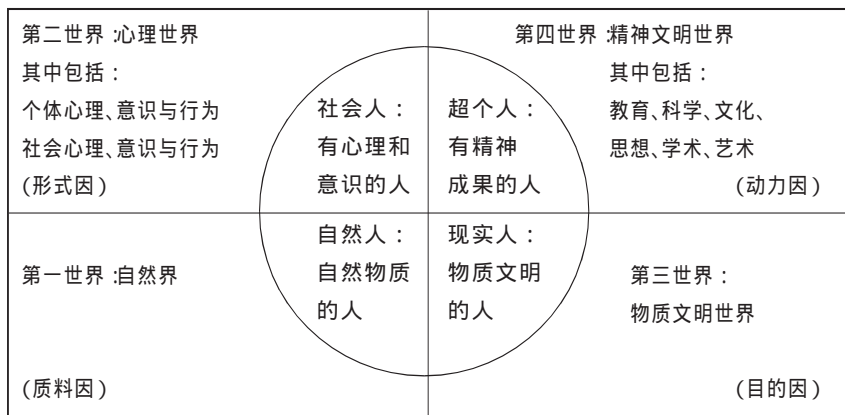 第二世界:心理世界
其中包括:
个体心理、意识与行为
社会心理、意识与行为
(形式因)
社会人:
有心理和
意识的人
超个人:
有精神
成果的人
第四世界:精神文明世界
其中包括:
教育、科学、文化、
思想、学术、艺术
(动力因)
第一世界:自然界
(质料因)
自然人:
自然物质
的人
现实人:
物质文明
的人
第三世界:
物质文明世界
(目的因)